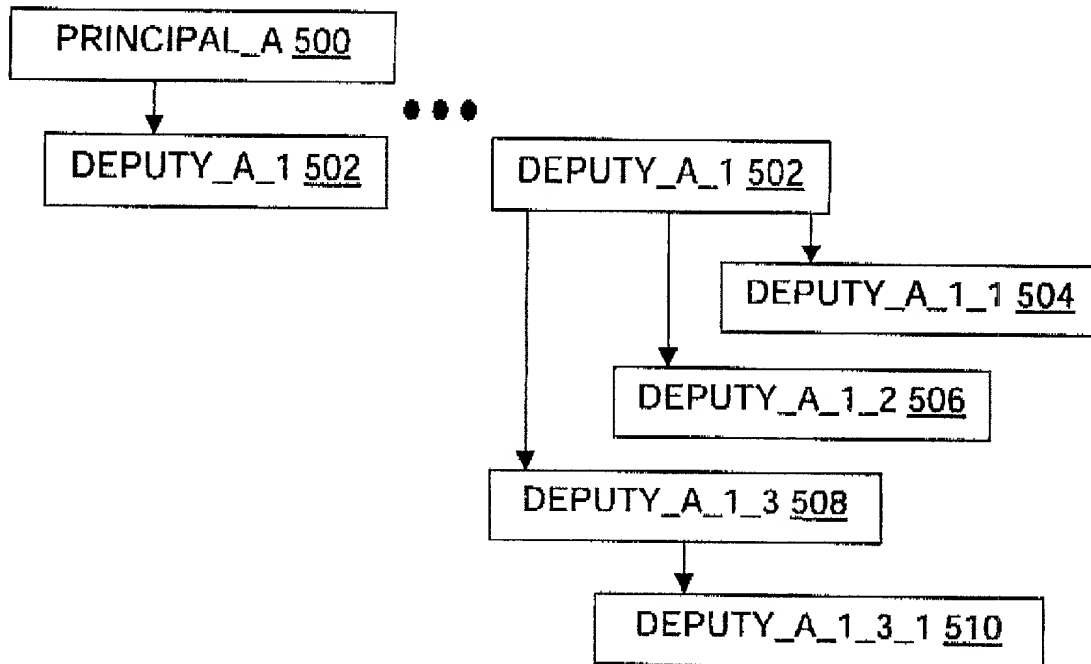 PRINCIPAL_A 500
DEPUTY_A_1 502
DEPUTY_A_1 502
DEPUTY_A_1_1 504
DEPUTY_A_1_2 506
DEPUTY_A_1_3 508
DEPUTY_A_1_3_1 510